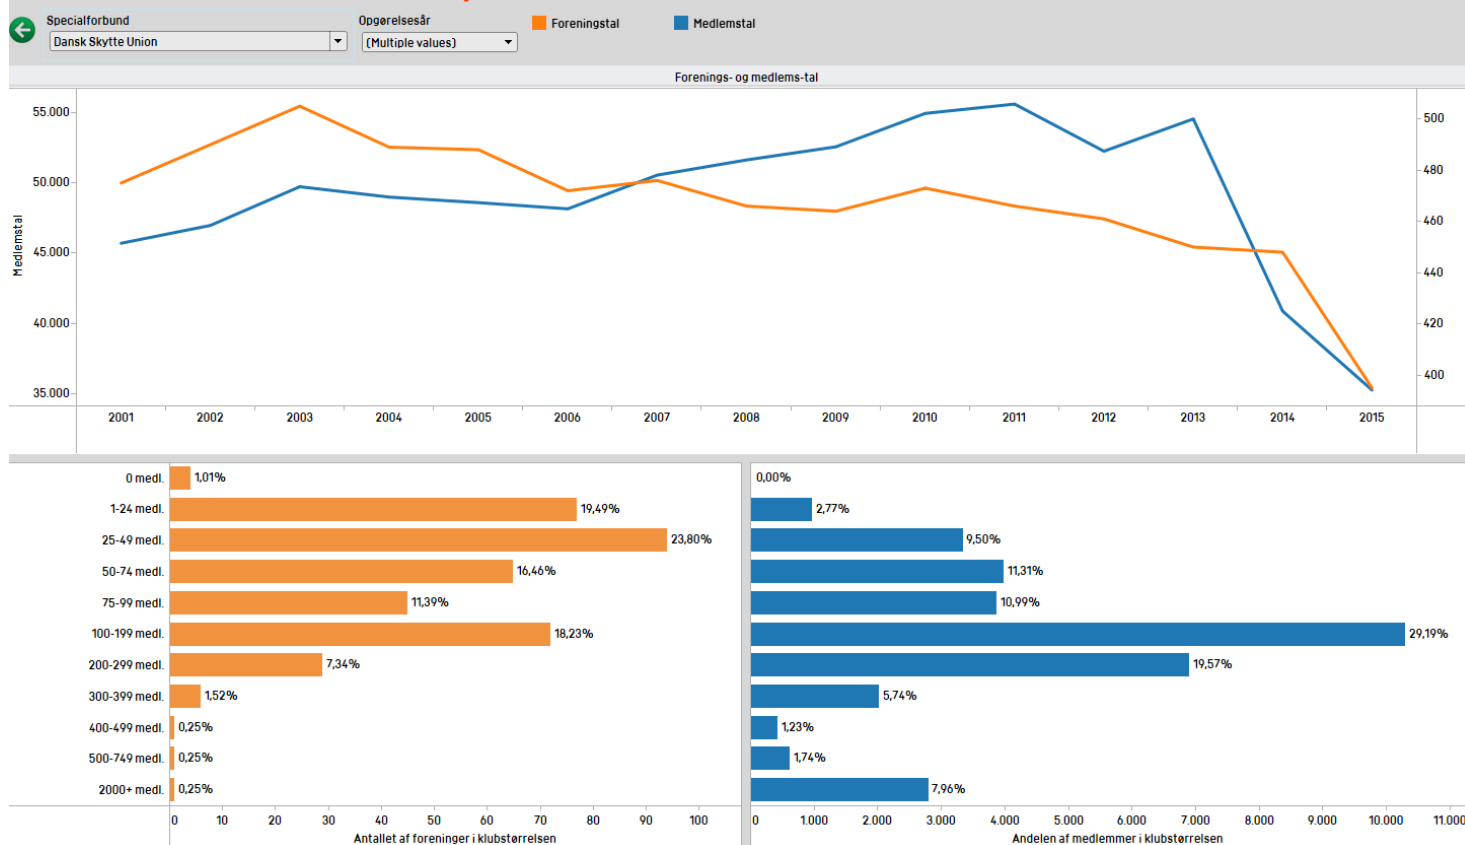 Specialforbund
Opgørelsesår
Dansk Skytte Union
(Multiple values)
Foreningstal
Medlemstal
Forenings- og medlems-tal
Medlemstal
55.000
50.000
45.000
40.000
35.000
500
480
460
440
420
400
2001 2002 2003 2004 2005 2006 2007 2008 2009 2010 2011 2012 2013 2014 2015
0 medl. 1,01% 0,00%
1-24 medl. 19,49% 2,77%
25-49 medl. 23,80% 9,50%
50-74 medl. 16,46% 11,31%
75-99 medl. 11,39% 10,99%
100-199 medl. 18,23% 29,19%
200-299 medl. 7,34% 19,57%
300-399 medl. 1,52% 5,74%
400-499 medl. 0,25% 1,23%
500-749 medl. 0,25% 1,74%
2000+ medl. 0,25% 7,96%
0 10 20 30 40 50 60 70 80 90 100
Antallet af foreninger i klubstørrelsen
0 1.000 2.000 3.000 4.000 5.000 6.000 7.000 8.000 9.000 10.000 11.000
Andelen af medlemmer i klubstørrelsen